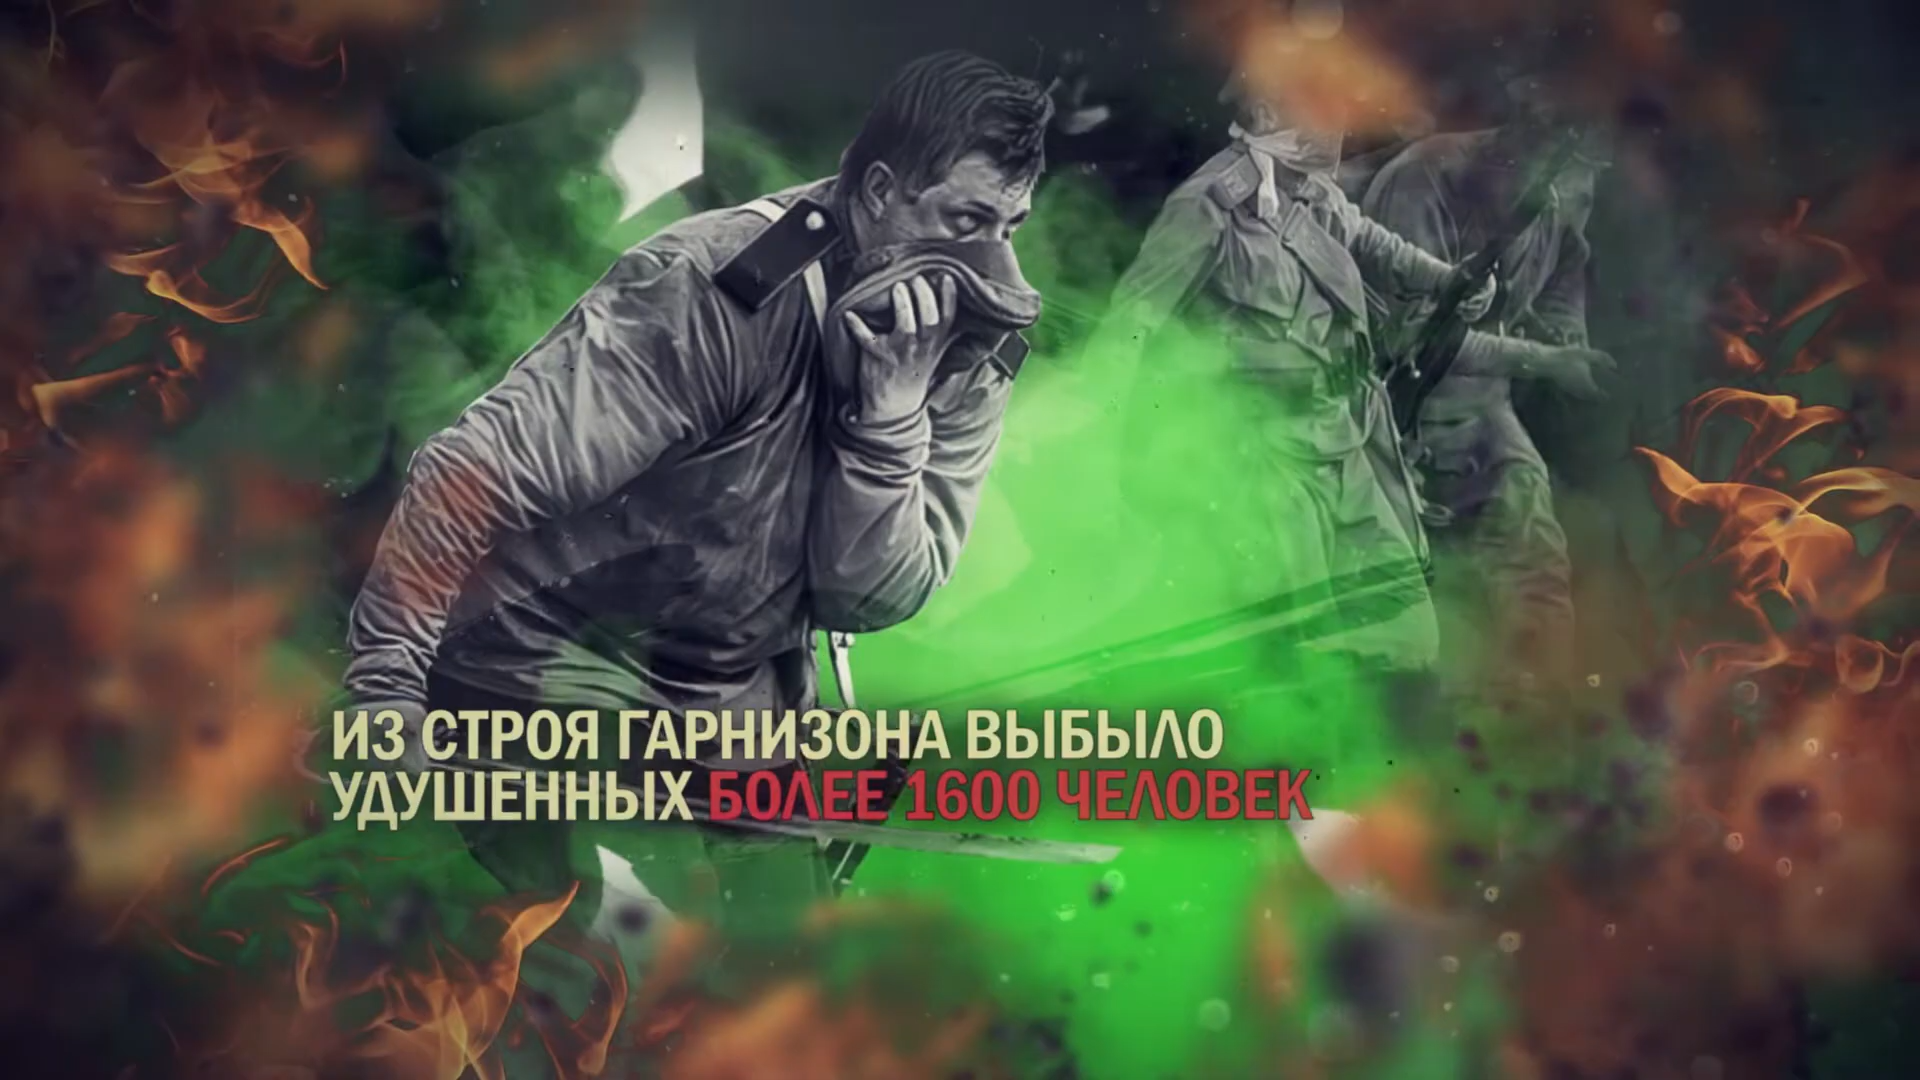 ИЗ СТРОЯ ГАРНИЗОНА ВЫБЫЛО
УДУШЕННЫХ БОЛЕЕ 1600 ЧЕЛОВЕК